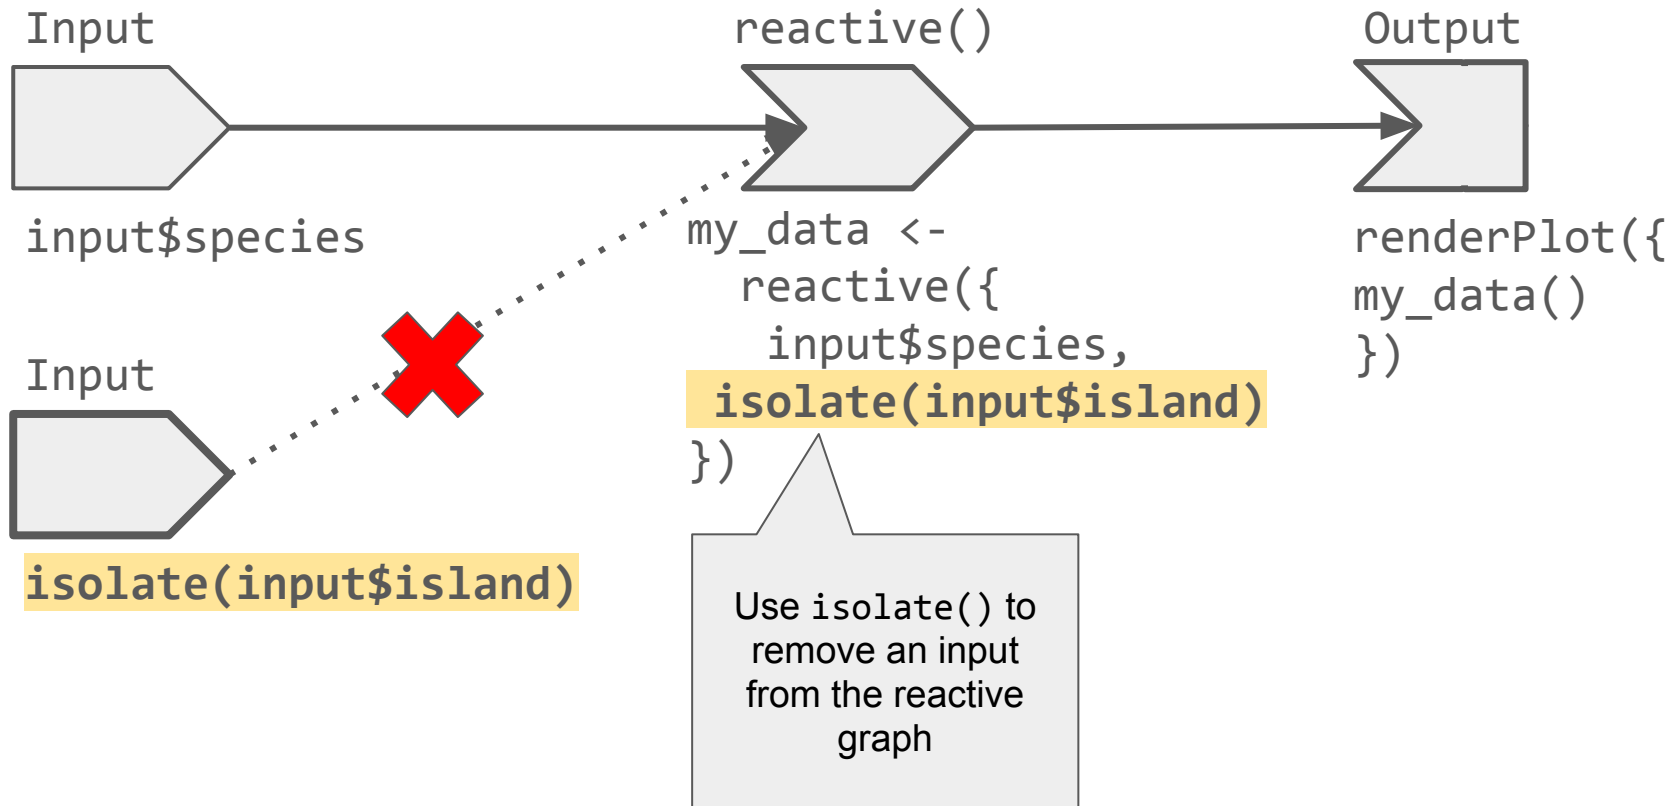 Input
reactive()
Output
input$species
my_data <-
reactive({
input$species,
isolate(input$island)
})
renderPlot({
my_data()
})
Input
isolate(input$island)
Use isolate() to
remove an input
from the reactive
graph